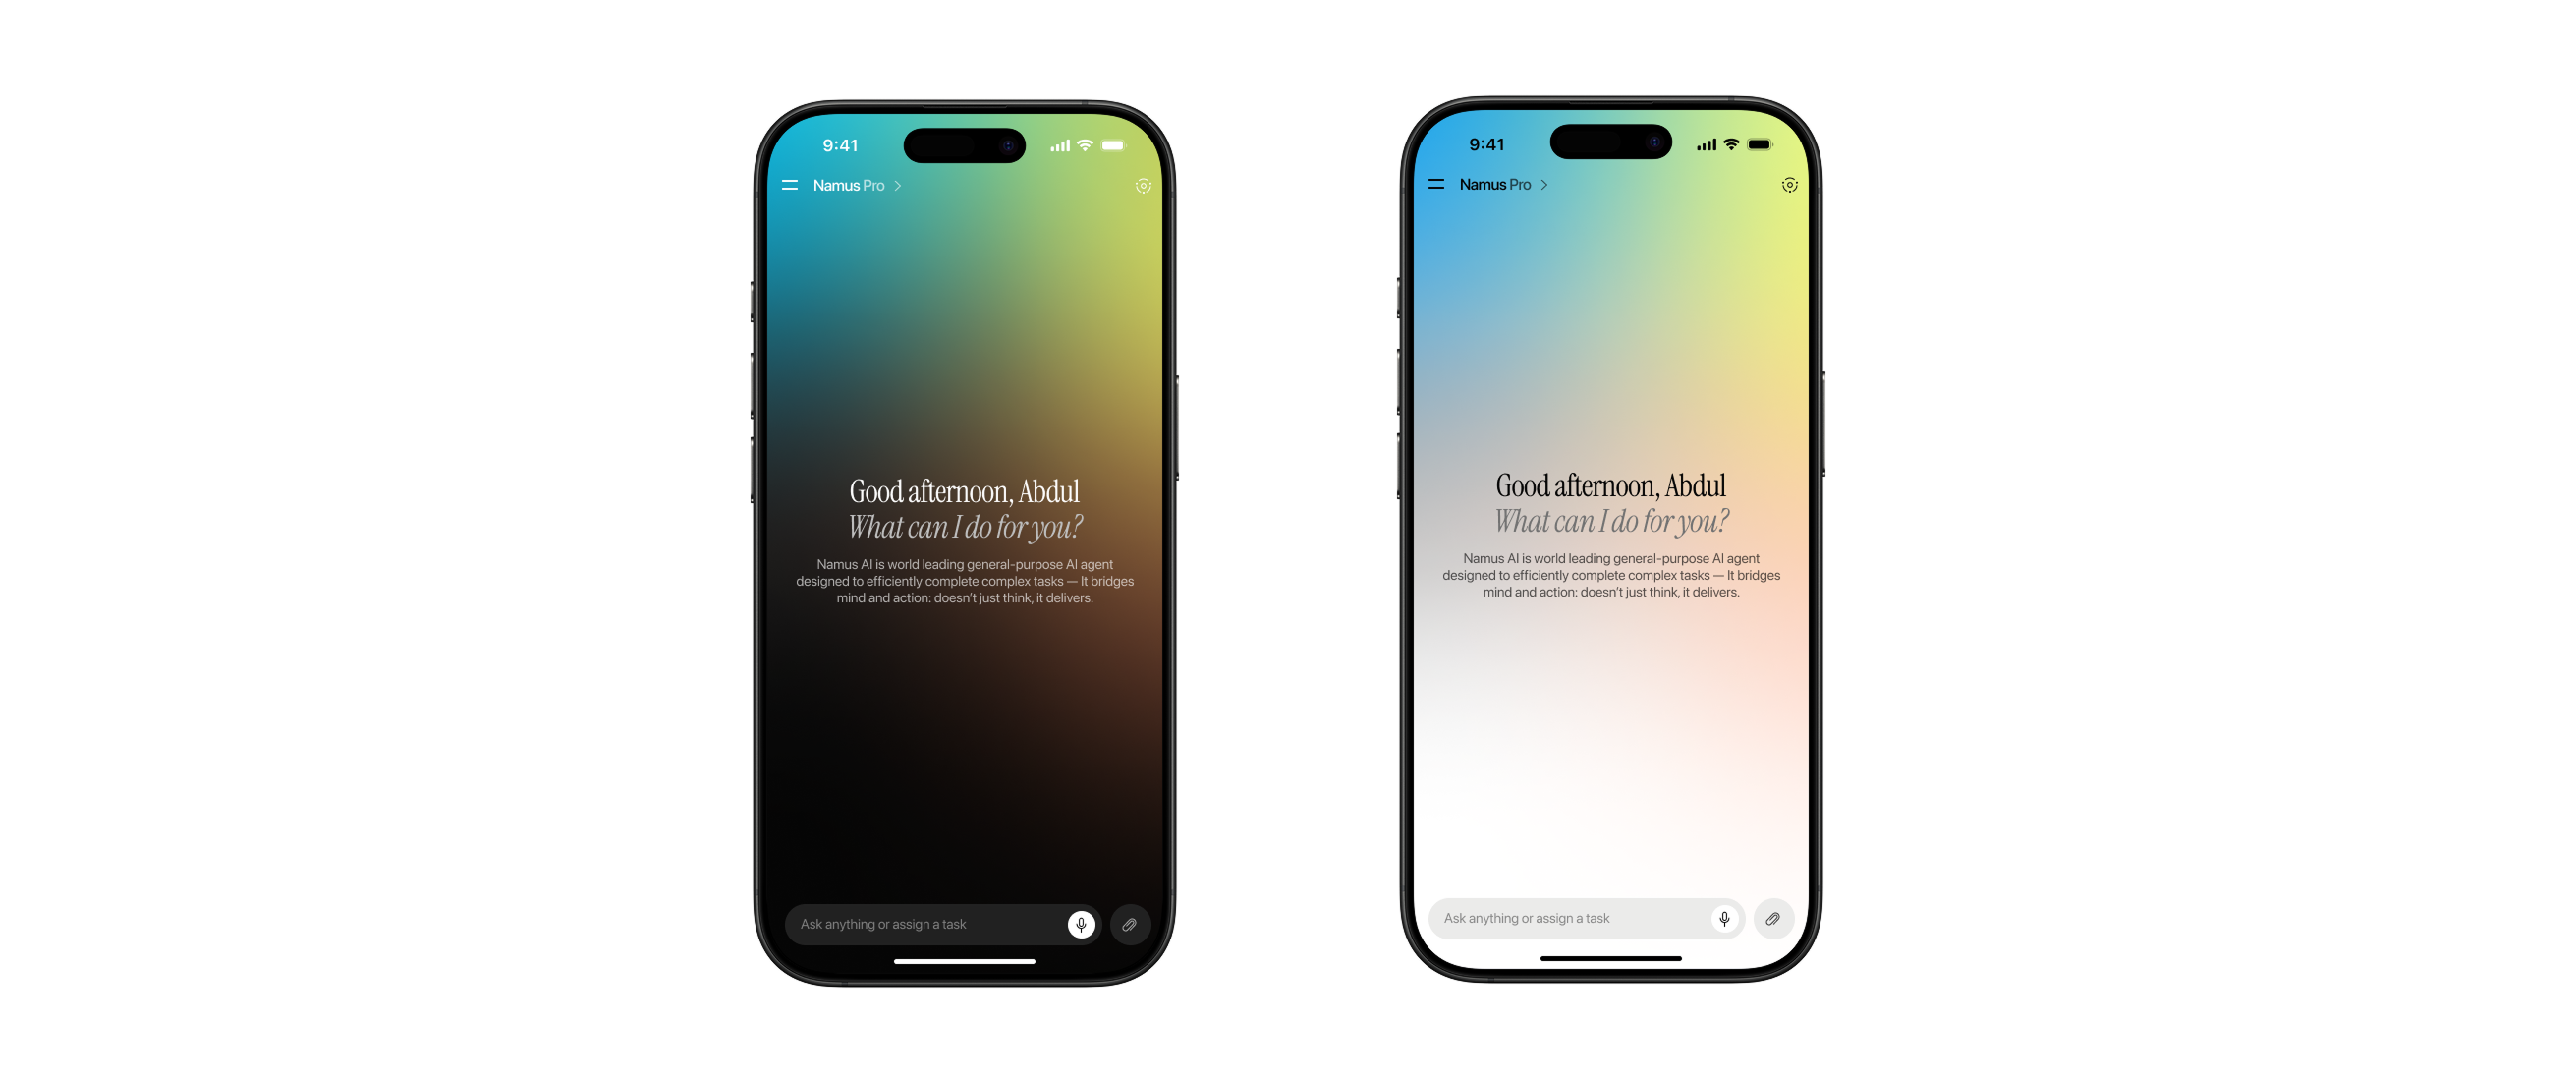 9:41
Namus Pro
Good afternoon, Abdul
What can I do for you?
Namus AI is world leading general-purpose AI agent
designed to efficiently complete complex tasks — It bridges
mind and action: doesn't just think, it delivers.
Ask anything or assign a task
9:41
Namus Pro
Good afternoon, Abdul
What can I do for you?
Namus AI is world leading general-purpose AI agent
designed to efficiently complete complex tasks — It bridges
mind and action: doesn't just think, it delivers.
Ask anything or assign a task